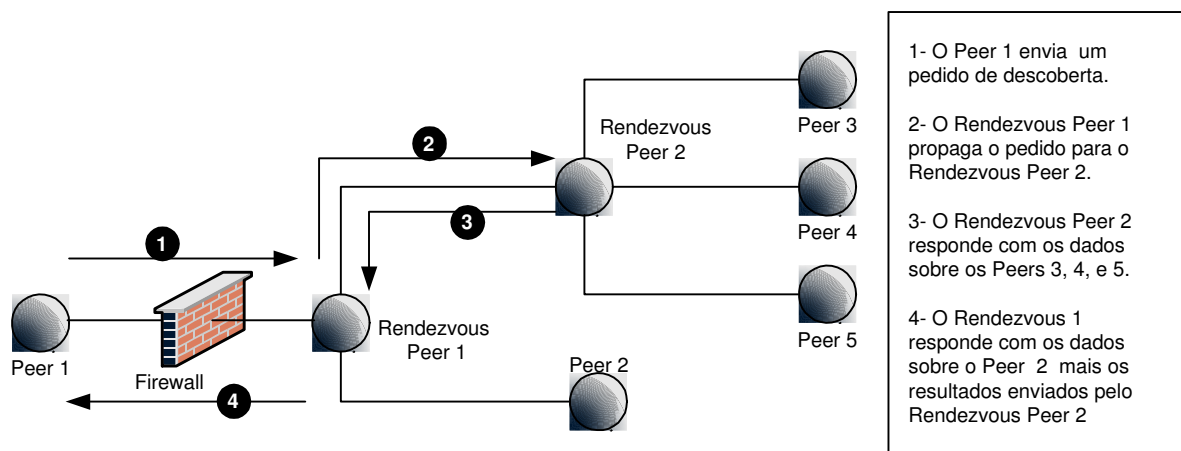 1
Peer 1
Firewall
4
Rendezvous
Peer 1
2
3
Rendezvous
Peer 2
Peer 2
Peer 3
Peer 4
Peer 5
1- O Peer 1 envia um
pedido de descoberta.
2- O Rendezvous Peer 1
propaga o pedido para o
Rendezvous Peer 2.
3- O Rendezvous Peer 2
responde com os dados
sobre os Peers 3, 4, e 5.
4- O Rendezvous 1
responde com os dados
sobre o Peer 2 mais os
resultados enviados pelo
Rendezvous Peer 2